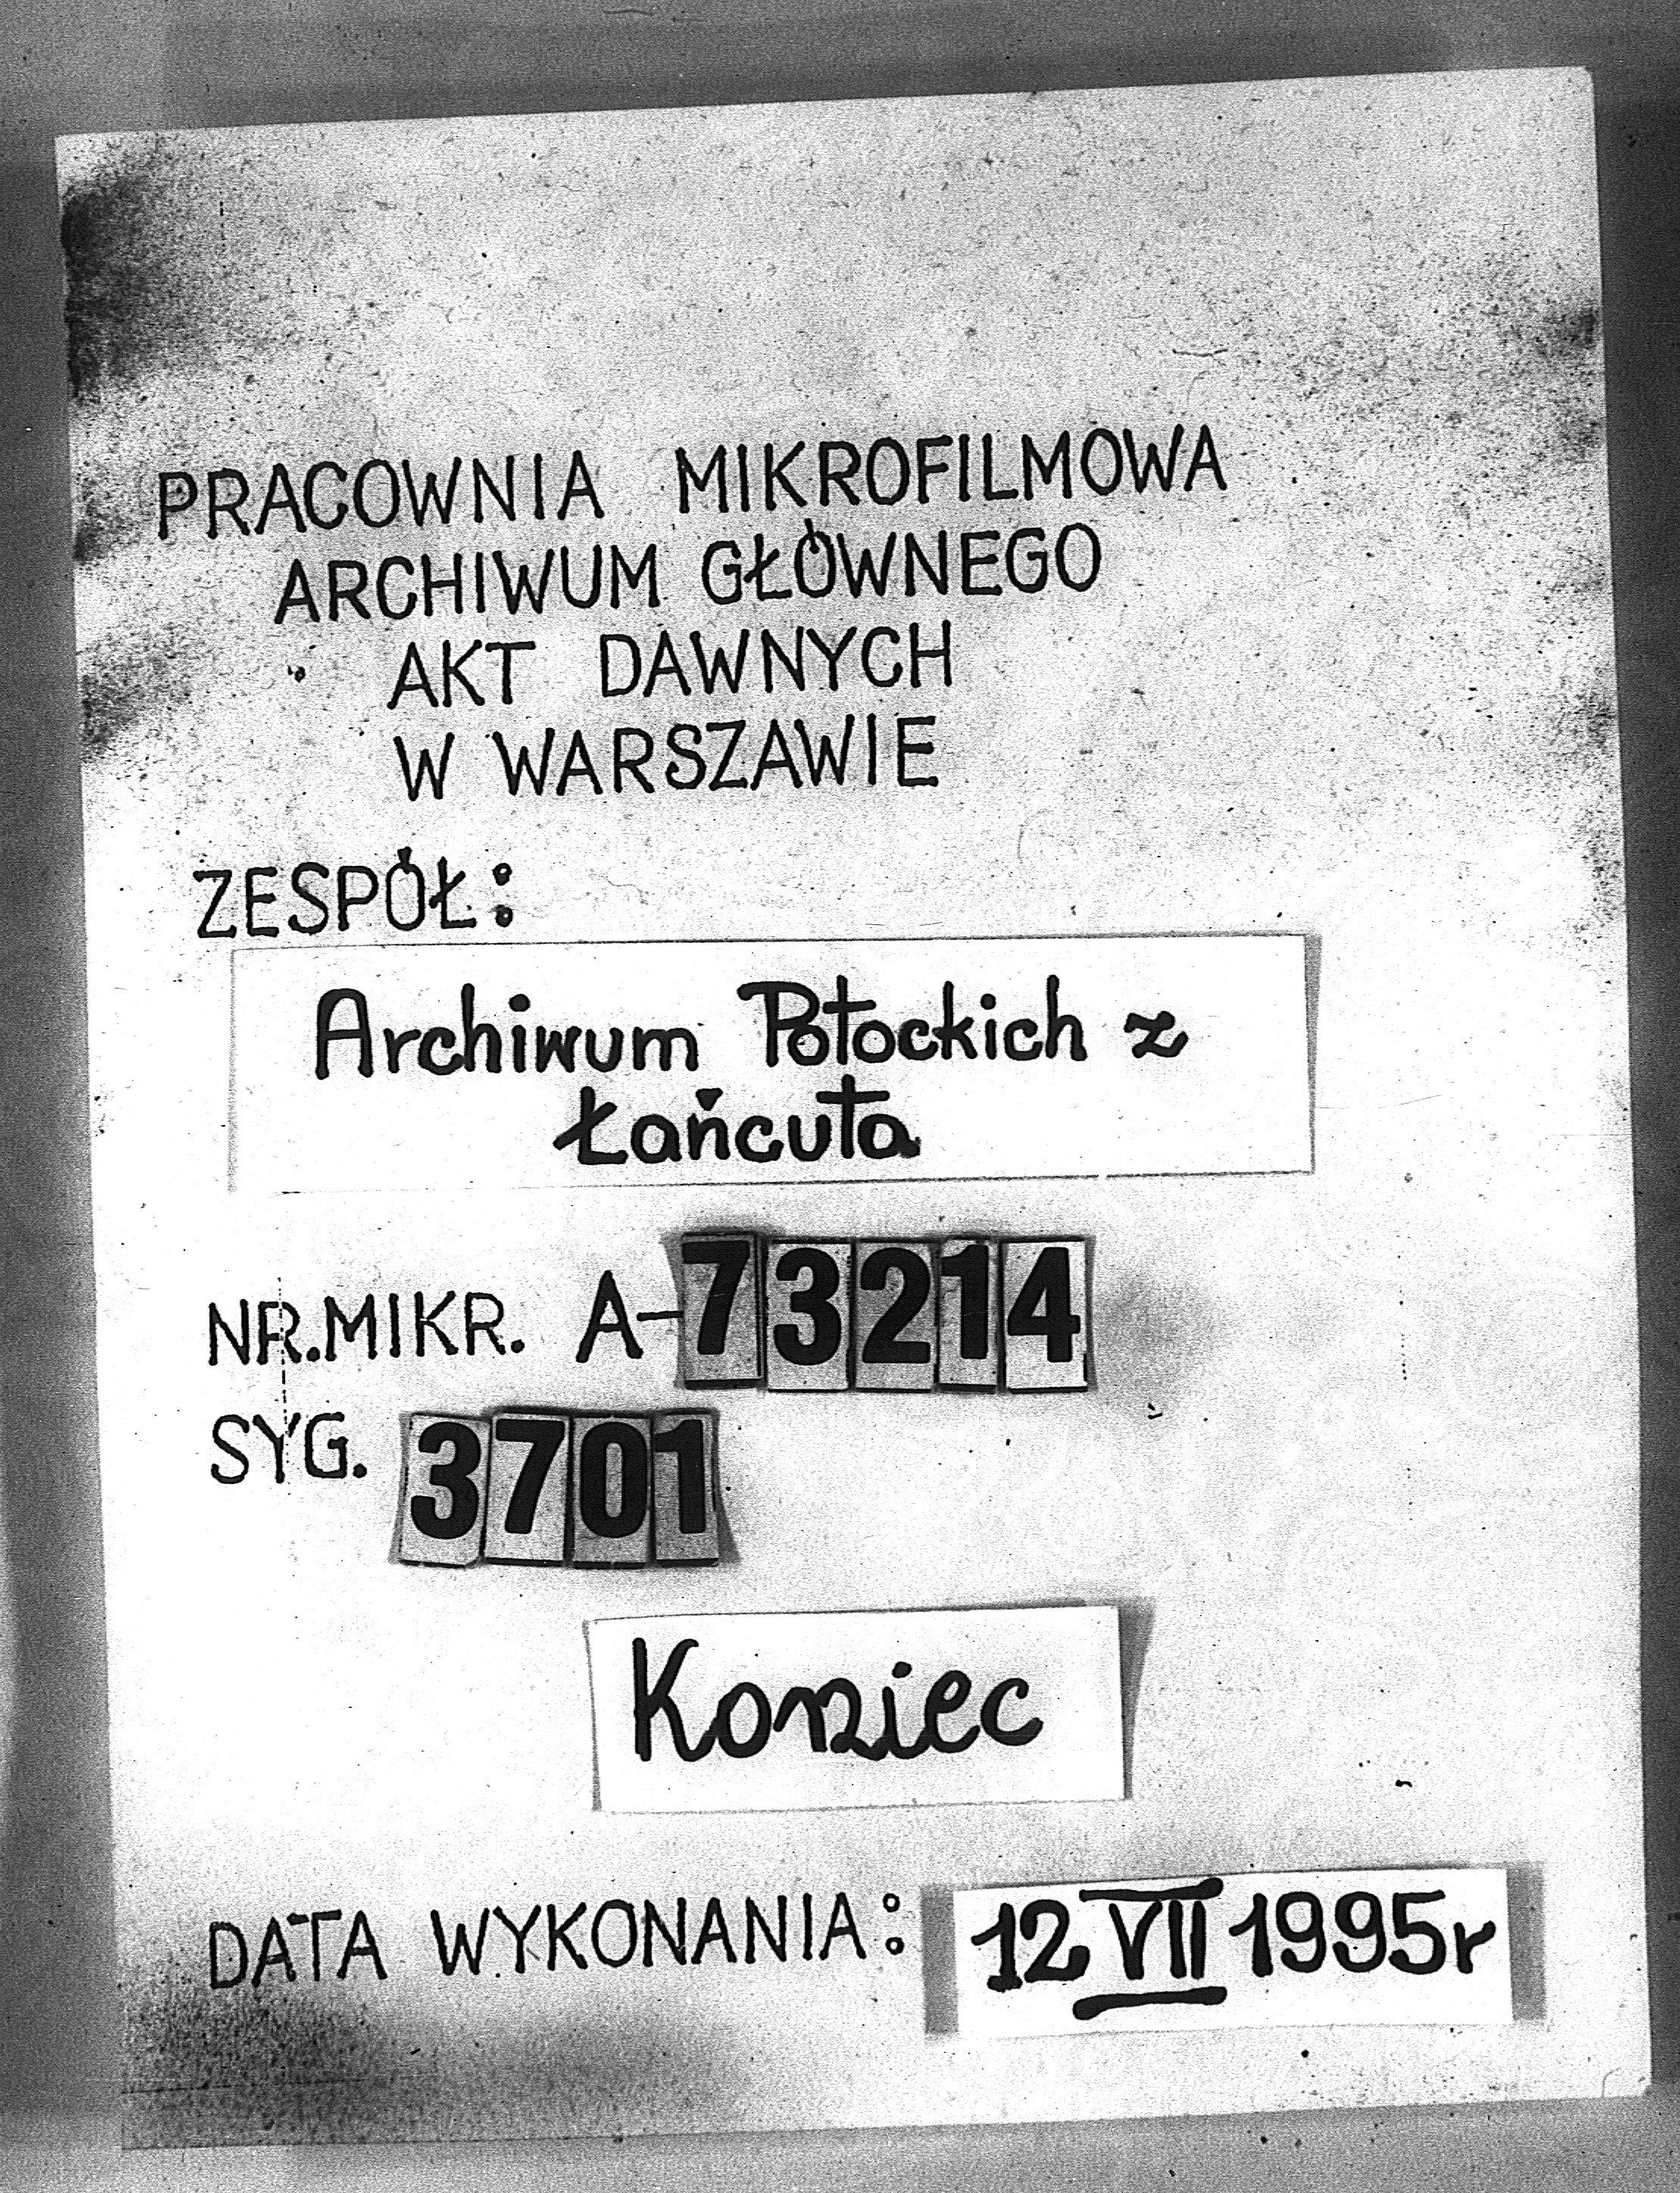 PRACOWNIA MIKROFILMOWA
ARCHIWUM GŁÓWNEGO
AKT DAWNYCH
W WARSZAWIE
ZESPÓŁ:
Archiwum Potockich z
Łańcuta
NR.MIKR. A-73214
SYG. 3701
Koniec
DATA WYKONANIA: 12 VII 1995r